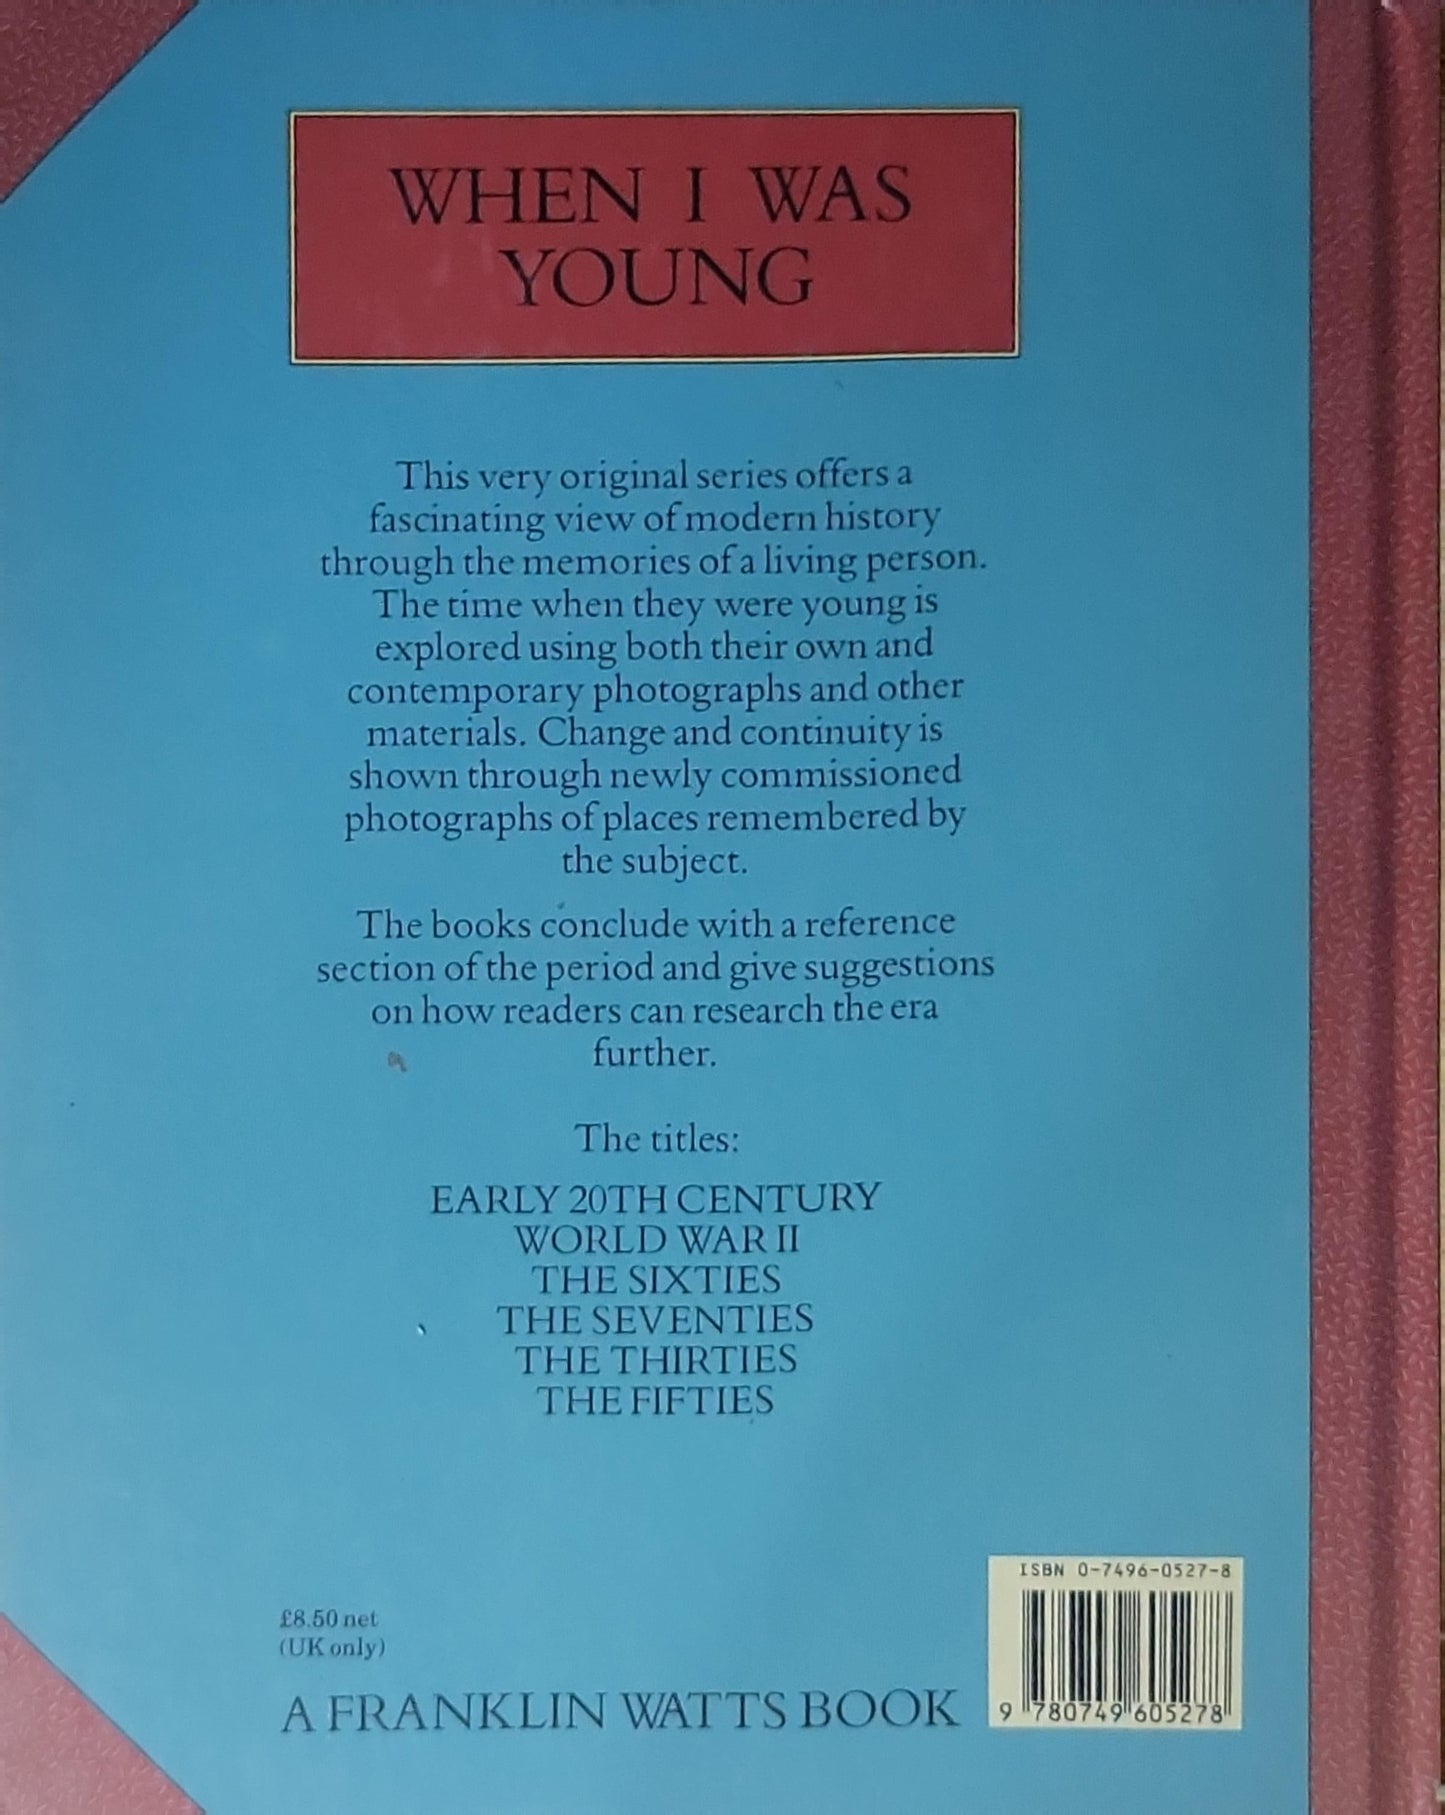 WHEN I WAS
YOUNG
This very original series offers a
fascinating view of modern history
through the memories of a living person.
The time when they were young is
explored using both their own and
contemporary photographs and other
materials. Change and continuity is
shown through newly commissioned
photographs of places remembered by
the subject.
The books conclude with a reference
section of the period and give suggestions
on how readers can research the era
further.
The titles:
EARLY 20TH CENTURY
WORLD WAR II
THE SIXTIES
THE SEVENTIES
THE THIRTIES
THE FIFTIES
£8.50 net
(UK only)
A FRANKLIN WATTS BOOK
ISBN 0-7496-0527-8
9 780749 605278